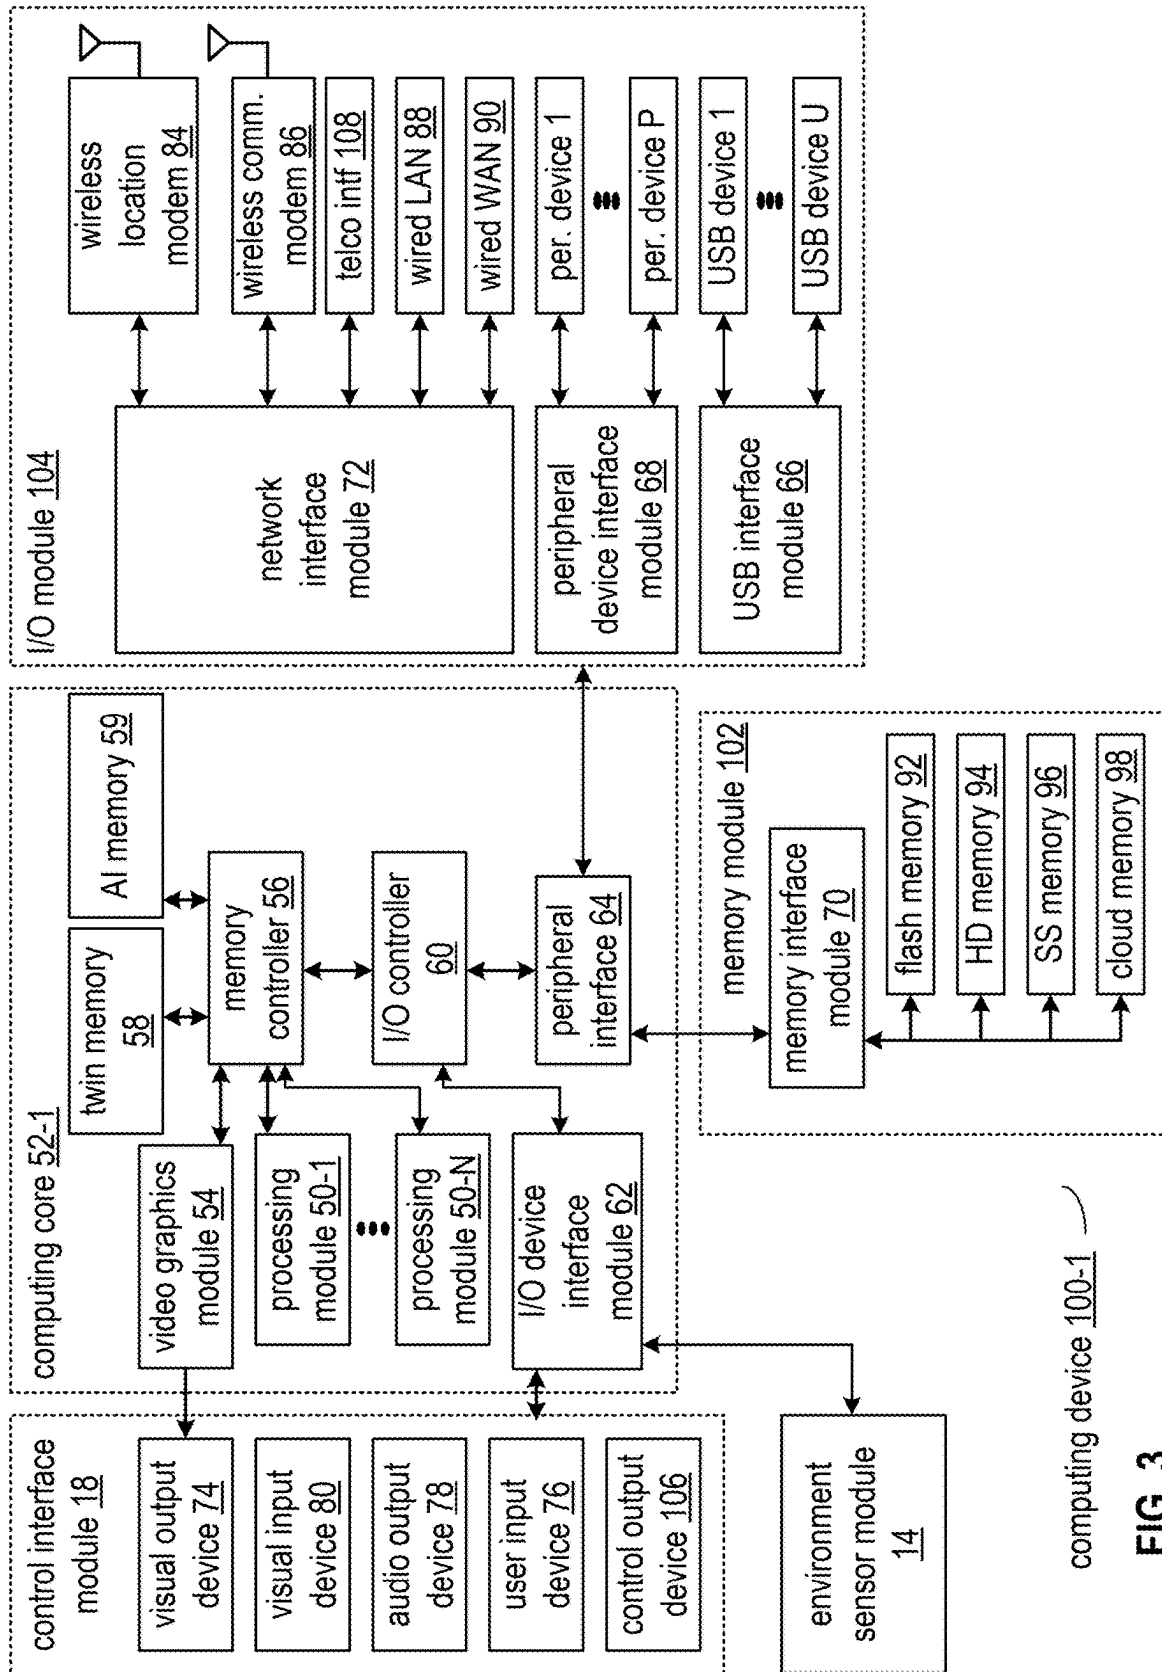 control interface
module 18
visual output
device 74
visual input
device 80
audio output
device 78
user input
device 76
control output
device 106
environment
sensor module
14
computing core 52-1
video graphics
module 54
processing
module 50-1
processing
module 50-N
I/O device
interface
module 62
twin memory
58
AI memory 59
memory
controller 56
I/O controller
60
peripheral
interface 64
memory module 102
memory interface
module 70
flash memory 92
HD memory 94
SS memory 96
cloud memory 98
I/O module 104
network
interface
module 72
peripheral
device interface
module 68
USB interface
module 66
wireless
location
modem 84
wireless comm.
modem 86
telco intf 108
wired LAN 88
wired WAN 90
per. device 1
per. device P
USB device 1
USB device U
computing device 100-1
FIG. 3